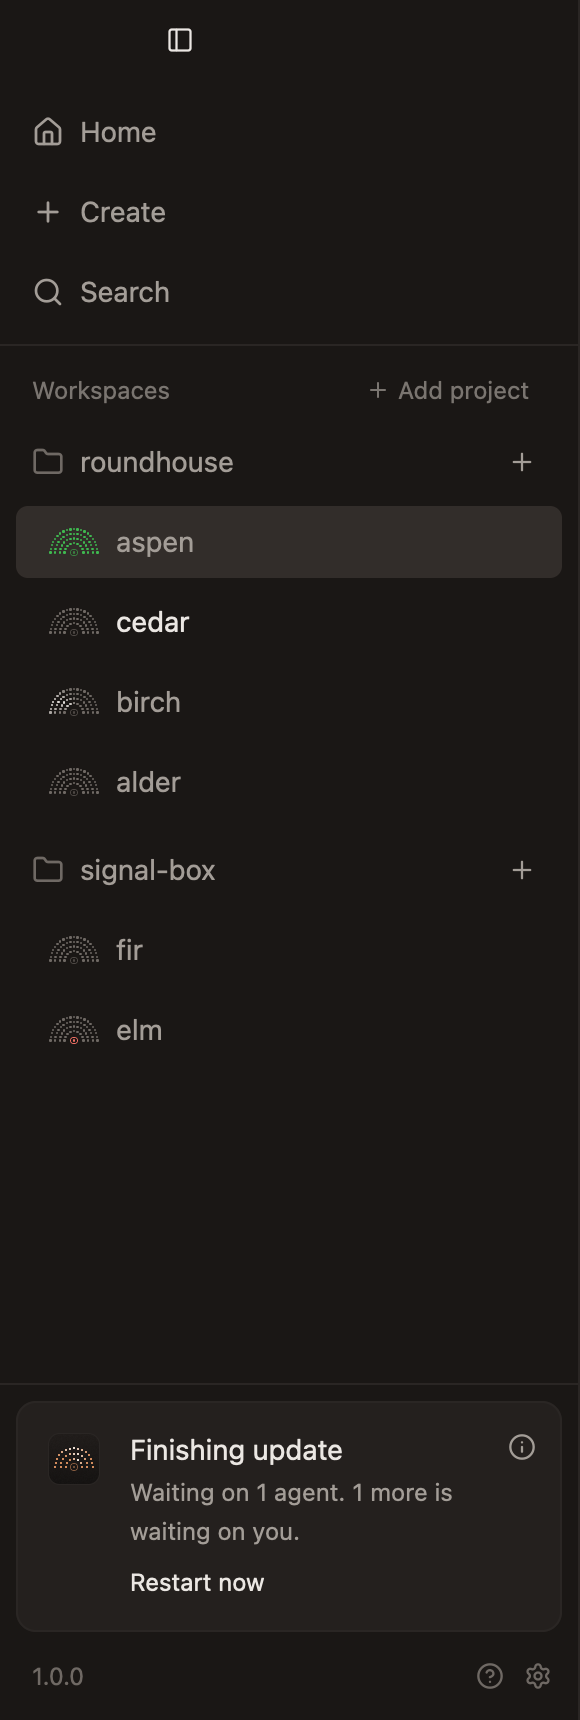 Home
Create
Search
Workspaces
Add project
roundhouse
aspen
cedar
birch
alder
signal-box
fir
elm
Finishing update
Waiting on 1 agent. 1 more is
waiting on you.
Restart now
1.0.0